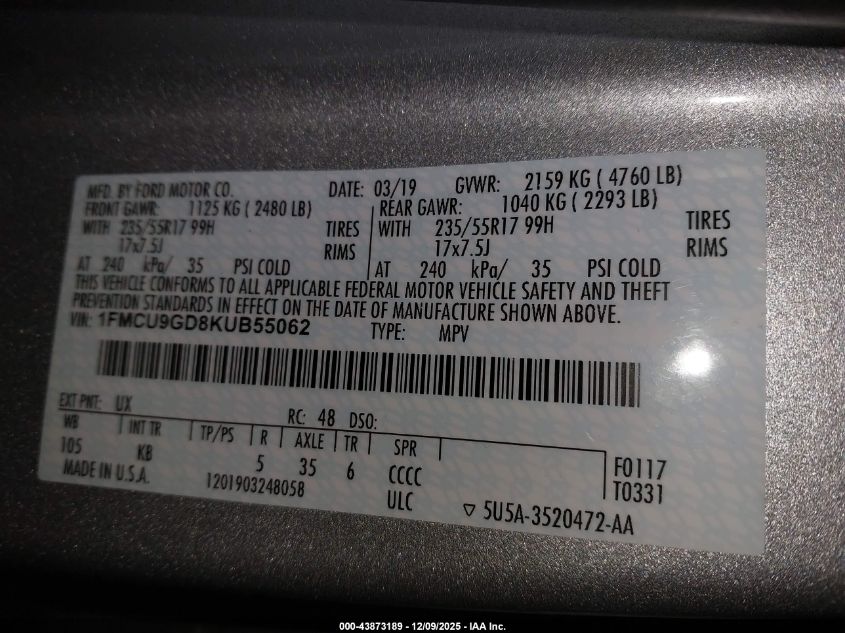 MFD. BY FORD MOTOR CO. DATE: 03/19 GVWR: 2159 KG ( 4760 LB)
FRONT GAWR: 1125 KG ( 2480 LB) REAR GAWR: 1040 KG ( 2293 LB)
WITH 235/55R17 99H TIRES WITH 235/55R17 99H TIRES
17x7.5J RIMS 17x7.5J RIMS
AT 240 kPa/ 35 PSI COLD AT 240 kPa/ 35 PSI COLD
THIS VEHICLE CONFORMS TO ALL APPLICABLE FEDERAL MOTOR VEHICLE SAFETY AND THEFT
PREVENTION STANDARDS IN EFFECT ON THE DATE OF MANUFACTURE SHOWN ABOVE.
VIN: 1FMCU9GD8KUB55062 TYPE: MPV
EXT PNT: UX RC: 48 DSO:
WB INT TR TP/PS R AXLE TR SPR
105 KB 5 35 6 CCCC F0117
MADE IN U.S.A. 1201903248058 ULC T0331
▽ 5U5A-3520472-AA
000-43873189 - 12/09/2025 - IAA Inc.